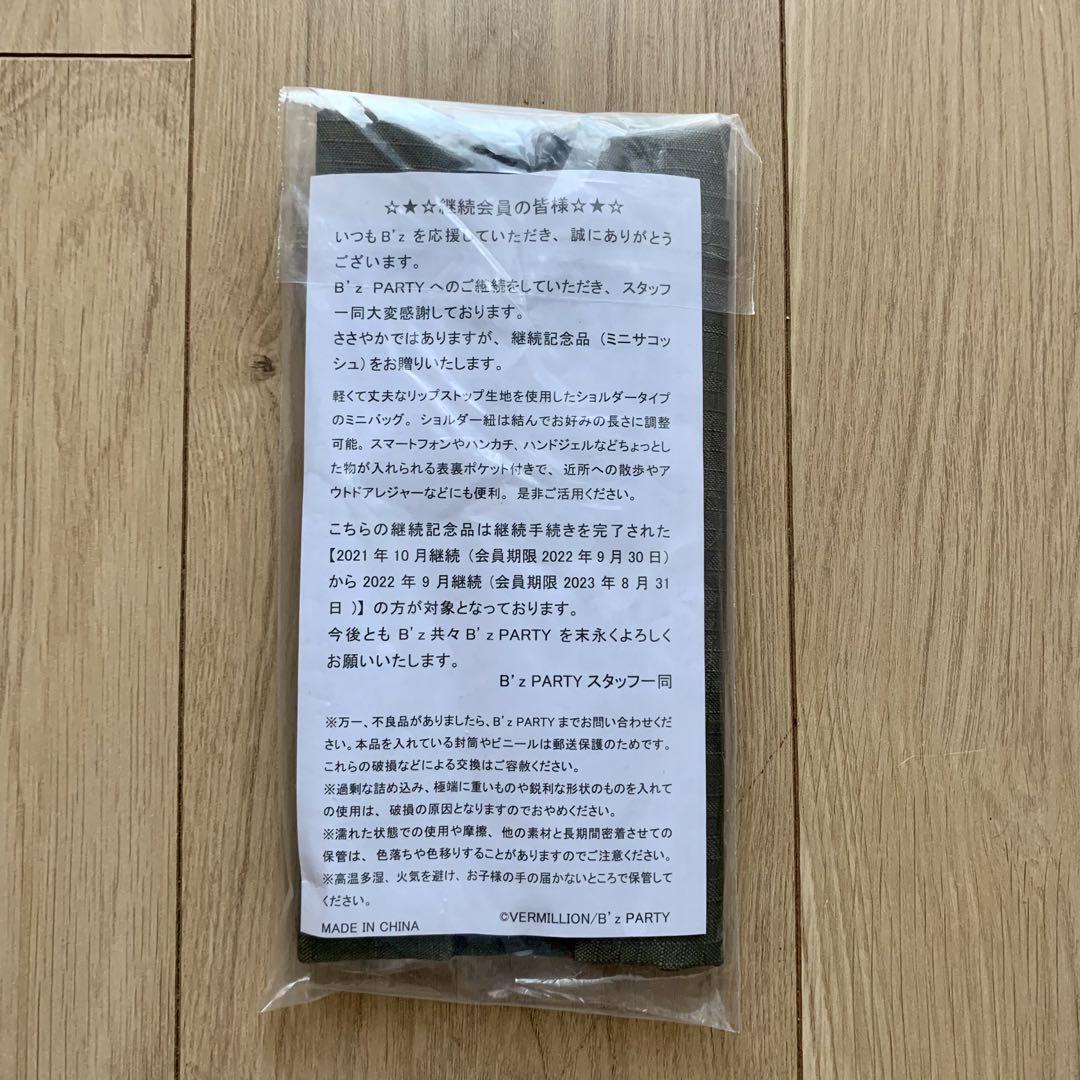 ☆★☆継続会員の皆様☆★☆
いつもB'zを応援していただき、誠にありがとう
ございます。
B'z PARTYへのご継続をしていただき、スタッフ
一同大変感謝しております。
ささやかではありますが、継続記念品（ミニサコッ
シュ）をお贈りいたします。
軽くて丈夫なリップストップ生地を使用したショルダータイプ
のミニバッグ。ショルダー紐は結んでお好みの長さに調整
可能。スマートフォンやハンカチ、ハンドジェルなどちょっとし
た物が入れられる表裏ポケット付きで、近所への散歩やア
ウトドアレジャーなどにも便利。是非ご活用ください。
こちらの継続記念品は継続手続きを完了された
【2021年10月継続（会員期限2022年9月30日）
から2022年9月継続（会員期限2023年8月31
日）】の方が対象となっております。
今後ともB'z共々B'z PARTYを末永くよろしく
お願いいたします。
B'z PARTYスタッフ一同
※万一、不良品がありましたら、B'z PARTYまでお問い合わせくだ
さい。本品を入れている封筒やビニールは郵送保護のためです。
これらの破損などによる交換はご容赦ください。
※過剰な詰め込み、極端に重いものや鋭利な形状のものを入れて
の使用は、破損の原因となりますのでおやめください。
※濡れた状態での使用や摩擦、他の素材と長期間密着させての
保管は、色落ちや色移りすることがありますのでご注意ください。
※高温多湿、火気を避け、お子様の手の届かないところで保管して
ください。
©VERMILLION/B'z PARTY
MADE IN CHINA